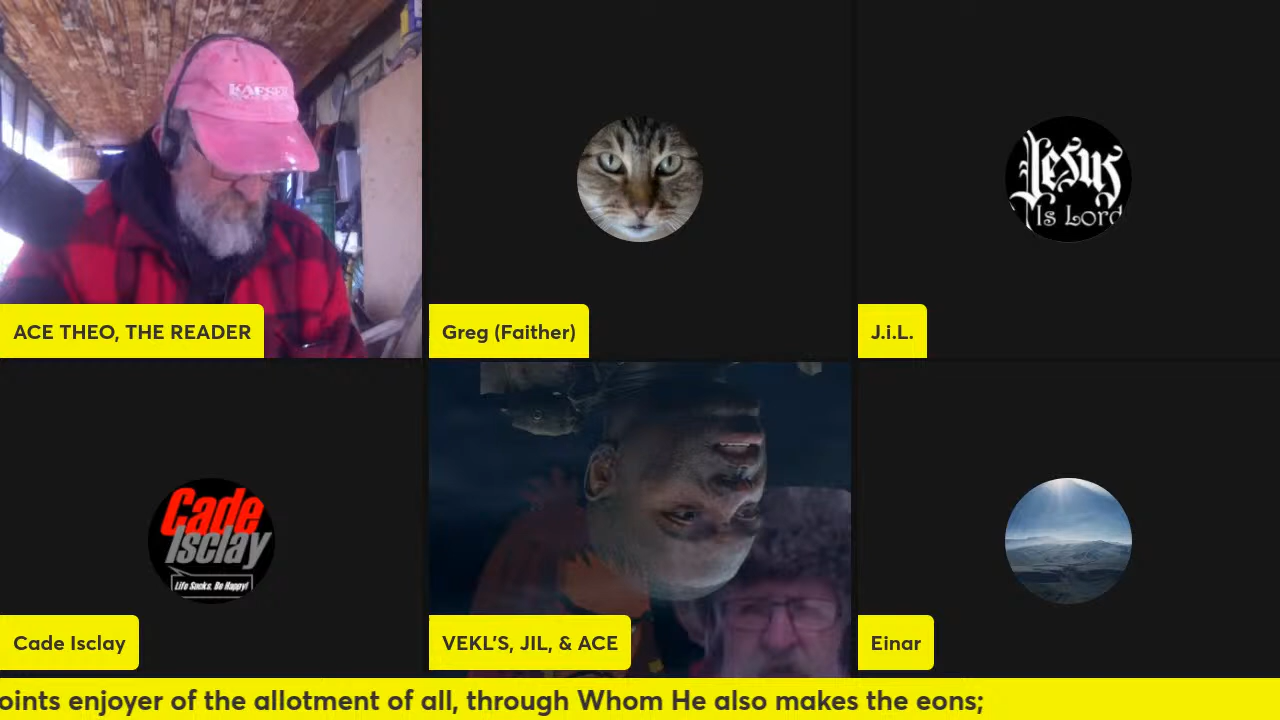 KAESER
ACE THEO, THE READER
Greg (Faither)
Jesus
Is Lord
J.i.L.
Cade
Isclay
Life Sucks, Be Happy!
Cade Isclay
VEKL'S, JIL, & ACE
Einar
oints enjoyer of the allotment of all, through Whom He also makes the eons;